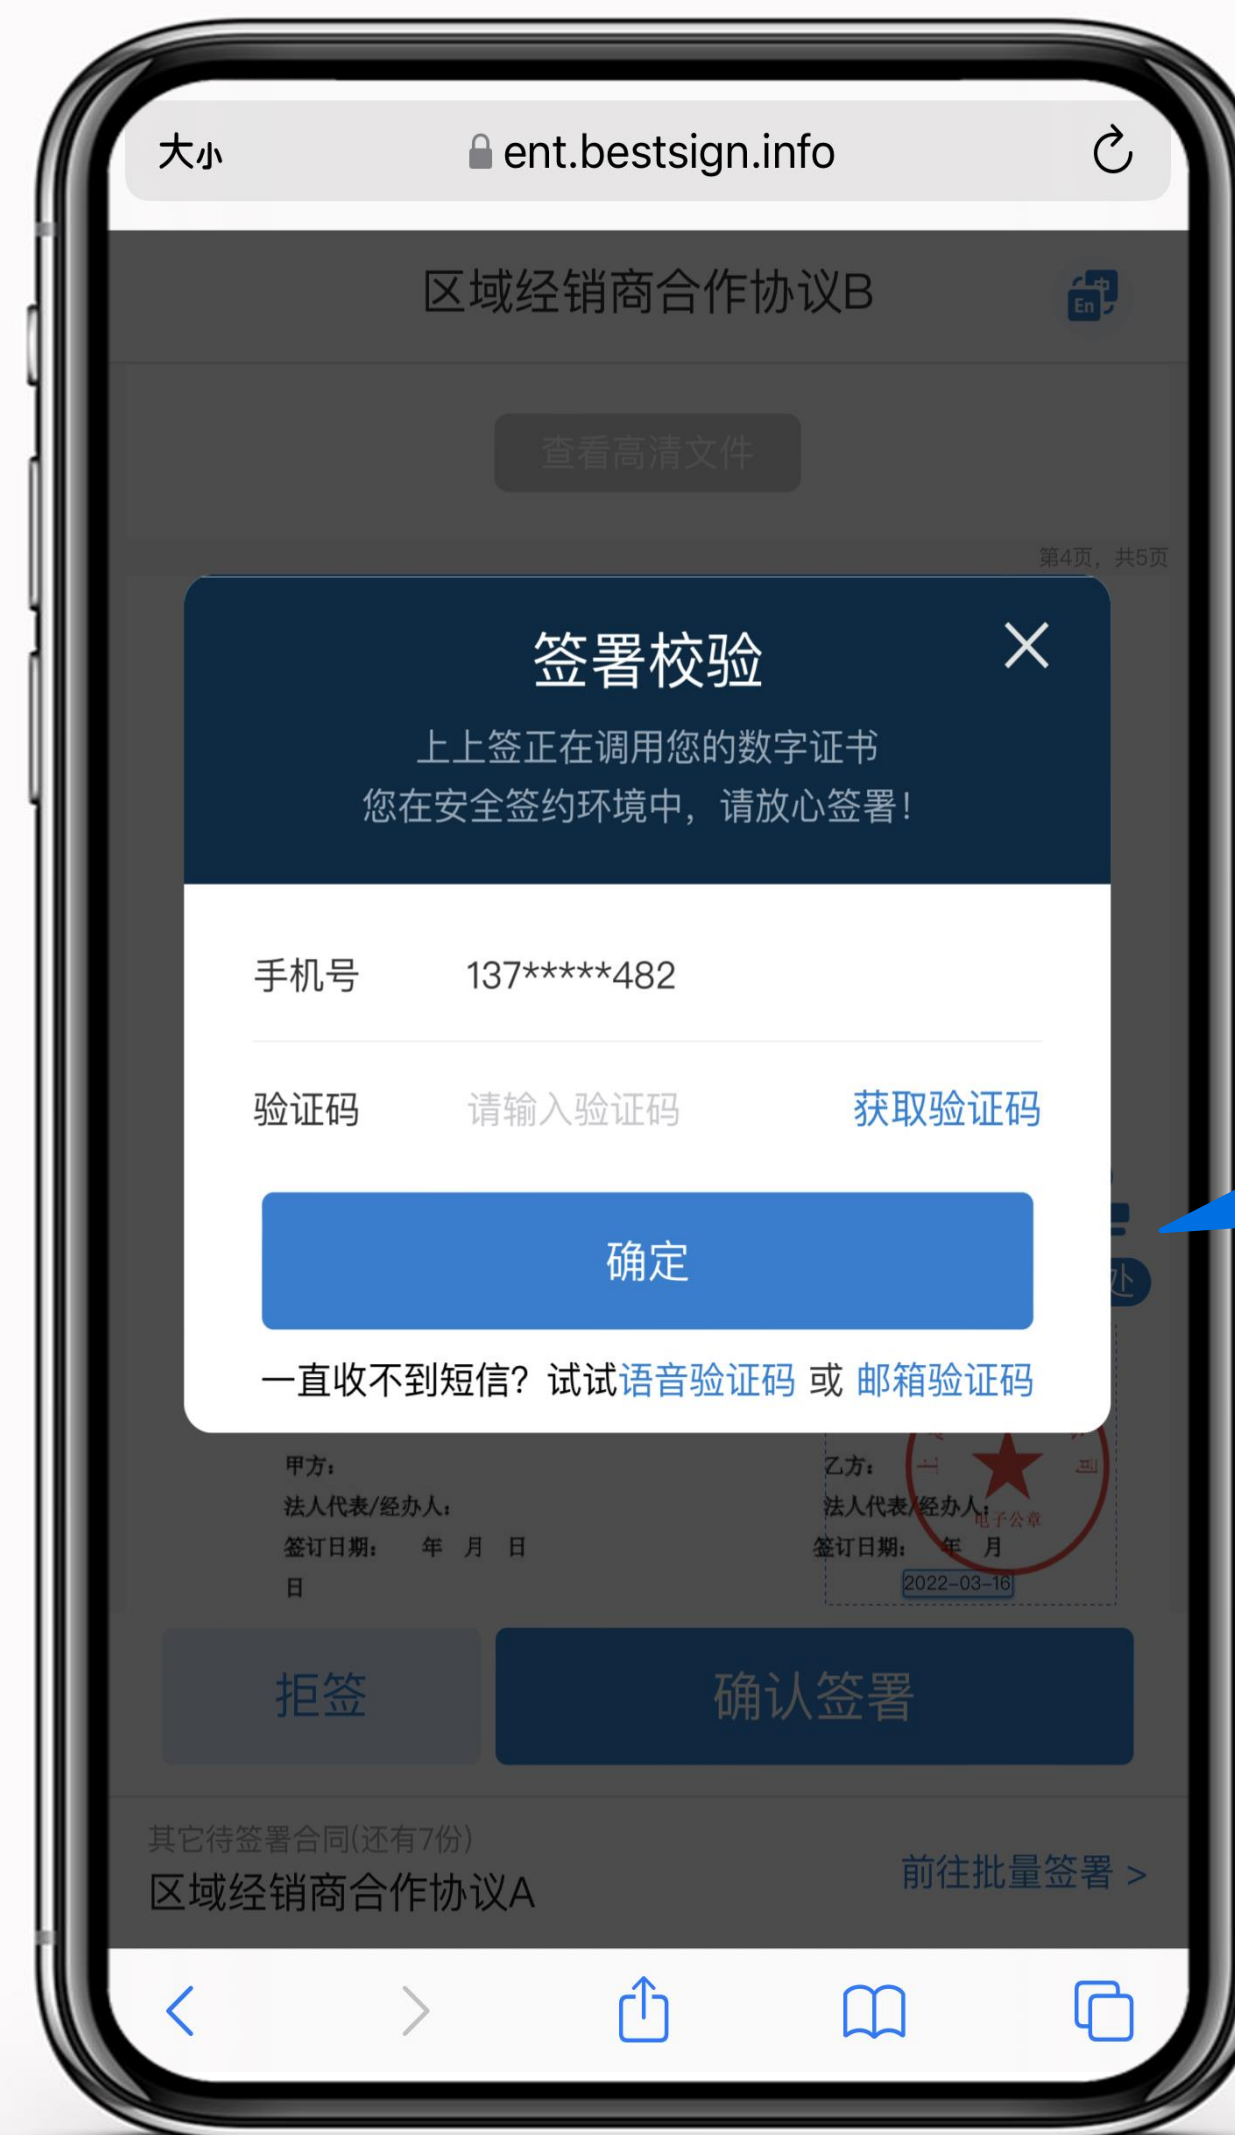 大小 ent.bestsign.info
区域经销商合作协议B
中
En
查看高清文件
第4页，共5页
签署校验
上上签正在调用您的数字证书
您在安全签约环境中，请放心签署！
手机号 137*****482
验证码 请输入验证码 获取验证码
确定
处
一直收不到短信？试试语音验证码 或 邮箱验证码
甲方： 乙方：
法人代表/经办人： 法人代表/经办人：
电子公章
签订日期： 年 月 日 签订日期： 年 月
日 2022-03-16
拒签 确认签署
其它待签署合同(还有7份)
区域经销商合作协议A 前往批量签署 >